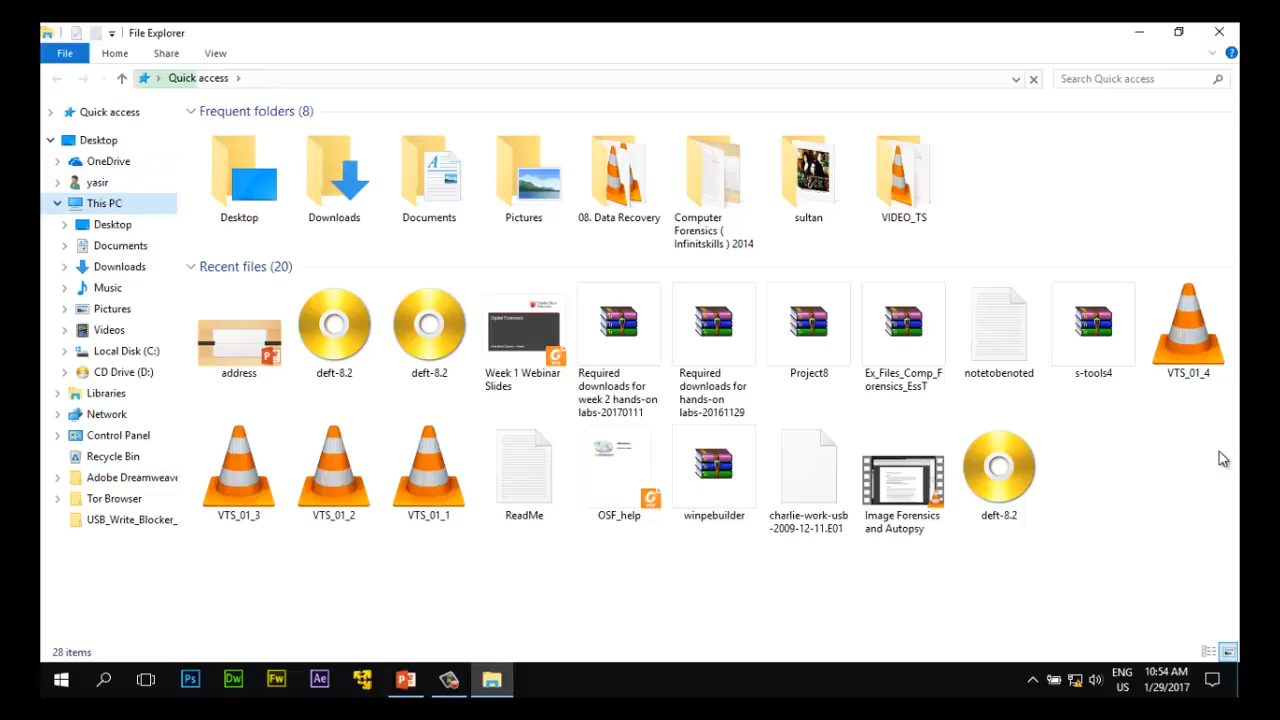 File Explorer
File Home Share View
Quick access
Search Quick access
Quick access
Desktop
OneDrive
yasir
This PC
Desktop
Documents
Downloads
Music
Pictures
Videos
Local Disk (C:)
CD Drive (D:)
Libraries
Network
Control Panel
Recycle Bin
Adobe Dreamweave
Tor Browser
USB_Write_Blocker_
Frequent folders (8)
Desktop
Downloads
Documents
Pictures
08. Data Recovery
Computer
Forensics (
Infinitskills ) 2014
sultan
VIDEO_TS
Recent files (20)
address
deft-8.2
deft-8.2
Week 1 Webinar
Slides
Required
downloads for
week 2 hands-on
labs-20170111
Required
downloads for
hands-on
labs-20161129
Project8
Ex_Files_Comp_F
orensics_EssT
notetobenoted
s-tools4
VTS_01_4
VTS_01_3
VTS_01_2
VTS_01_1
ReadMe
OSF_help
winpebuilder
charlie-work-usb
-2009-12-11.E01
Image Forensics
and Autopsy
deft-8.2
28 items
Ps
Dw
Fw
Ae
ENG
US
10:54 AM
1/29/2017